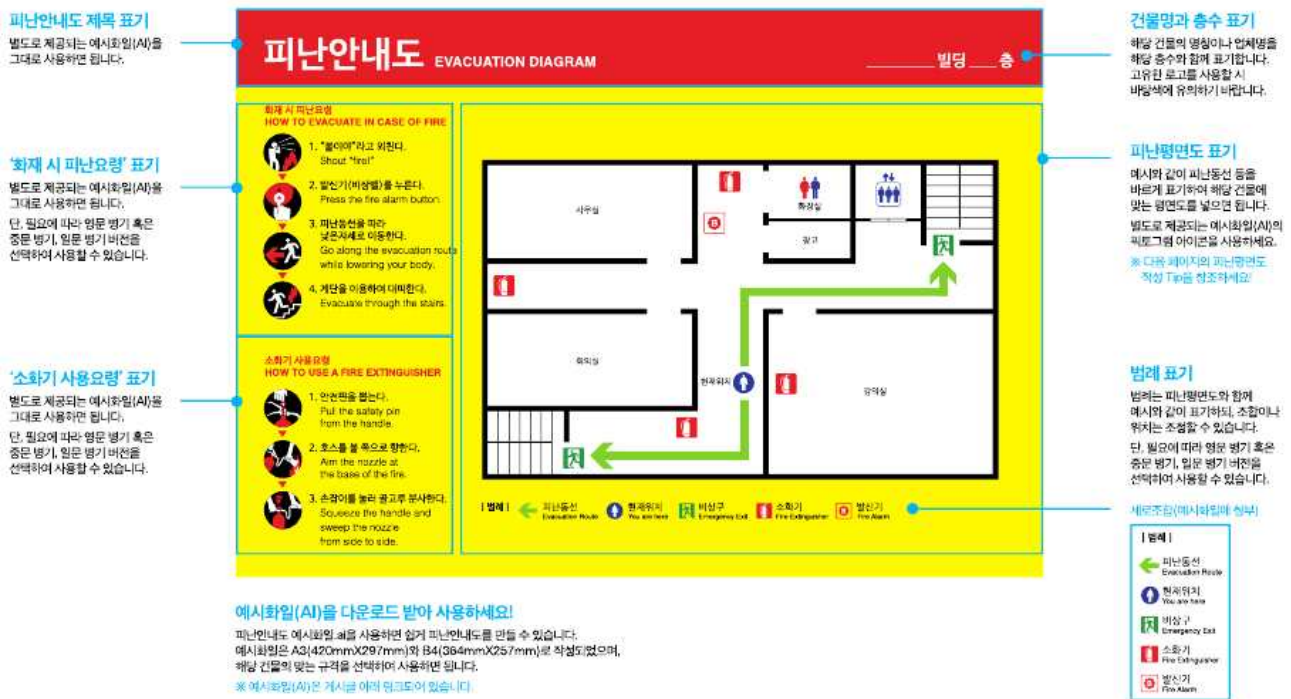 피난안내도 제목 표기
별도로 제공되는 예시화일(AI)을
그대로 사용하면 됩니다.
'화재 시 피난요령' 표기
별도로 제공되는 예시화일(AI)을
그대로 사용하면 됩니다.
단, 필요에 따라 영문 병기 혹은
중문 병기, 일문 병기 버전을
선택하여 사용할 수 있습니다.
'소화기 사용요령' 표기
별도로 제공되는 예시화일(AI)을
그대로 사용하면 됩니다.
단, 필요에 따라 영문 병기 혹은
중문 병기, 일문 병기 버전을
선택하여 사용할 수 있습니다.
피난안내도 EVACUATION DIAGRAM
빌딩 층
화재 시 피난요령
HOW TO EVACUATE IN CASE OF FIRE
1. "불이야"라고 외친다.
Shout "fire!"
2. 발신기(비상벨)를 누른다.
Press the fire alarm button.
3. 피난동선을 따라
낮은자세로 이동한다.
Go along the evacuation route
while lowering your body.
4. 계단을 이용하여 대피한다.
Evacuate through the stairs.
소화기 사용요령
HOW TO USE A FIRE EXTINGUISHER
1. 안전핀을 뽑는다.
Pull the safety pin
from the handle.
2. 호스를 불 쪽으로 향한다.
Aim the nozzle at
the base of the fire.
3. 손잡이를 눌러 골고루 분사한다.
Squeeze the handle and
sweep the nozzle
from side to side.
사무실
화장실
창고
회의실
현재위치
강의실
| 범례 |
피난동선
Evacuation Route
현재위치
You are here
비상구
Emergency Exit
소화기
Fire Extinguisher
발신기
Fire Alarm
건물명과 층수 표기
해당 건물의 명칭이나 업체명을
해당 층수와 함께 표기합니다.
고유한 로고를 사용할 시
바탕색에 유의하기 바랍니다.
피난평면도 표기
예시와 같이 피난동선 등을
바르게 표기하여 해당 건물에
맞는 평면도를 넣으면 됩니다.
별도로 제공되는 예시화일(AI)의
픽토그램 아이콘을 사용하세요.
※ 다음 페이지의 피난평면도
작성 Tip을 참조하세요!
범례 표기
범례는 피난평면도와 함께
예시와 같이 표기하되, 조합이나
위치는 조절할 수 있습니다.
단, 필요에 따라 영문 병기 혹은
중문 병기, 일문 병기 버전을
선택하여 사용할 수 있습니다.
세로조합(예시화일에 첨부)
| 범례 |
피난동선
Evacuation Route
현재위치
You are here
비상구
Emergency Exit
소화기
Fire Extinguisher
발신기
Fire Alarm
예시화일(AI)을 다운로드 받아 사용하세요!
피난안내도 예시화일.ai을 사용하면 쉽게 피난안내도를 만들 수 있습니다.
예시화일은 A3(420mmX297mm)와 B4(364mmX257mm)로 작성되었으며,
해당 건물의 맞는 규격을 선택하여 사용하면 됩니다.
※ 예시화일(AI)은 게시글 아래 링크되어 있습니다.